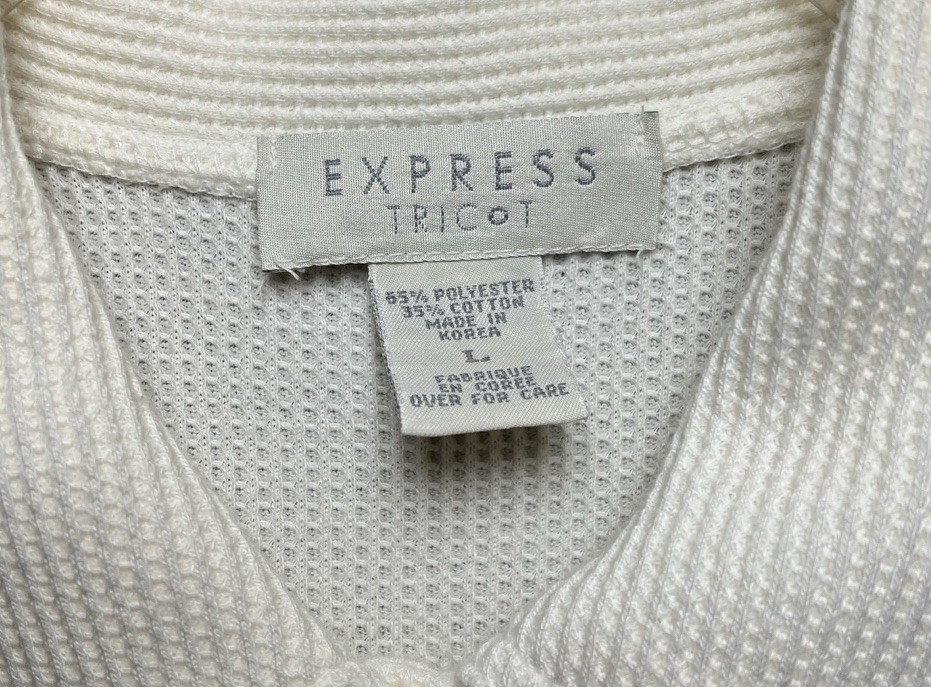 EXPRESS
TRICOT
65% POLYESTER
35% COTTON
MADE IN
KOREA
L
FABRIQUE
EN COREE
OVER FOR CARE